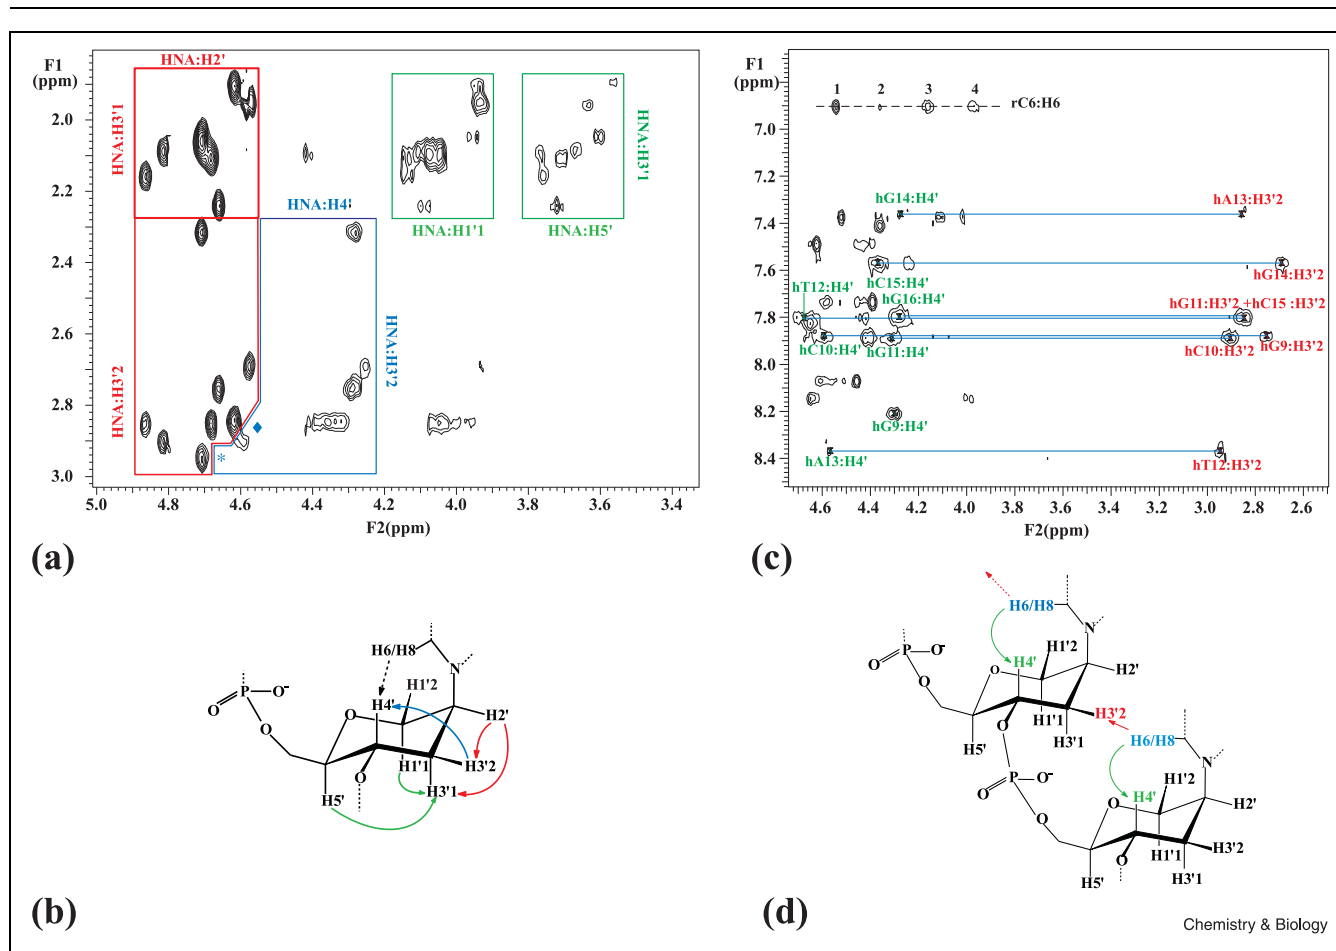 F1
(ppm)
HNA:H2'
HNA:H3'1
HNA:H3'2
HNA:H4'
HNA:H3'2
HNA:H1'1
HNA:H5'
HNA:H3'1
*
2.0
2.2
2.4
2.6
2.8
3.0
5.0 4.8 4.6 4.4 4.2 4.0 3.8 3.6 3.4
F2(ppm)
(a)
F1
(ppm)
1 2 3 4
rC6:H6
hG14:H4' hA13:H3'2
hC15:H4' hG14:H3'2
hT12:H4'
hG16:H4' hG11:H3'2 +hC15 :H3'2
hC10:H4' hG11:H4' hC10:H3'2 hG9:H3'2
hG9:H4'
hA13:H4' hT12:H3'2
7.0
7.2
7.4
7.6
7.8
8.0
8.2
8.4
4.6 4.4 4.2 4.0 3.8 3.6 3.4 3.2 3.0 2.8 2.6
F2(ppm)
(c)
H6/H8
N
H1'2
P O-
O
O
H4'
O
H2'
H1'1
H3'2
H3'1
H5'
O
(b)
H6/H8
N
H1'2
P O-
O
O
H4'
O
H2'
H3'2
H1'1
H3'1
H5'
O
H6/H8
N
P O-
O
O
H4'
H1'2
O
H2'
H3'2
H1'1
H3'1
H5'
O
(d)
Chemistry & Biology